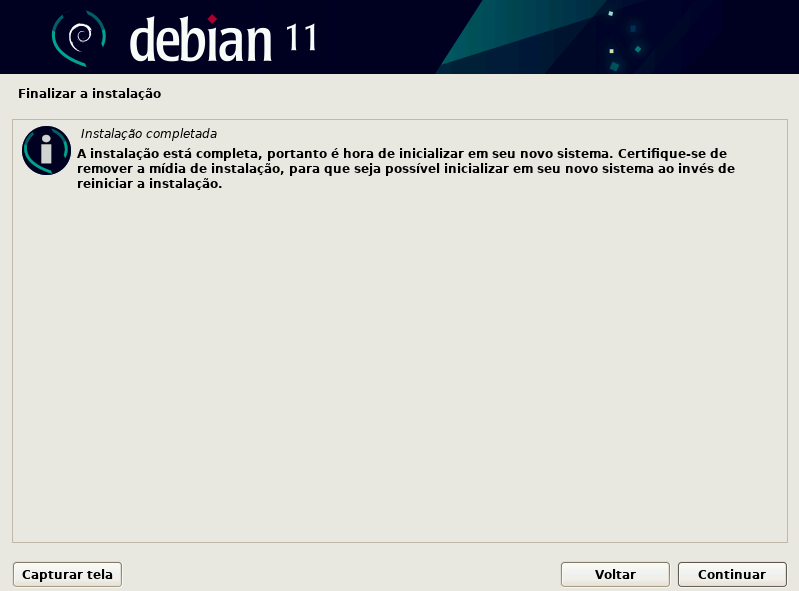 debian 11
Finalizar a instalação
Instalação completada
A instalação está completa, portanto é hora de inicializar em seu novo sistema. Certifique-se de
remover a mídia de instalação, para que seja possível inicializar em seu novo sistema ao invés de
reiniciar a instalação.
Capturar tela
Voltar
Continuar